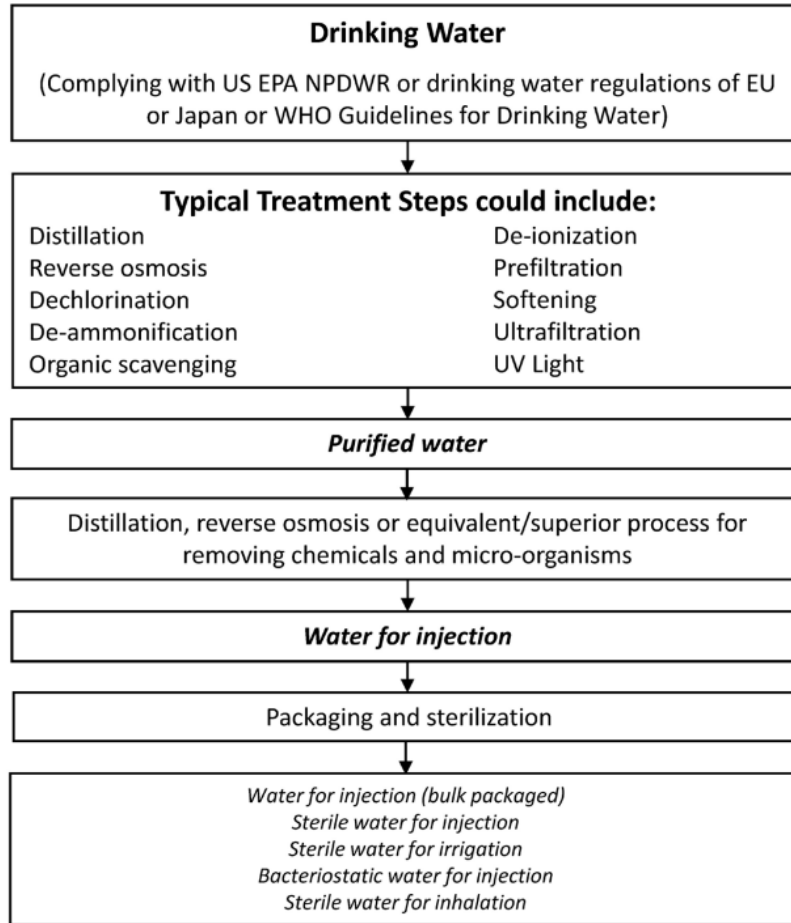 Drinking Water
(Complying with US EPA NPDWR or drinking water regulations of EU
or Japan or WHO Guidelines for Drinking Water)
Typical Treatment Steps could include:
Distillation
Reverse osmosis
Dechlorination
De-ammonification
Organic scavenging
De-ionization
Prefiltration
Softening
Ultrafiltration
UV Light
Purified water
Distillation, reverse osmosis or equivalent/superior process for
removing chemicals and micro-organisms
Water for injection
Packaging and sterilization
Water for injection (bulk packaged)
Sterile water for injection
Sterile water for irrigation
Bacteriostatic water for injection
Sterile water for inhalation